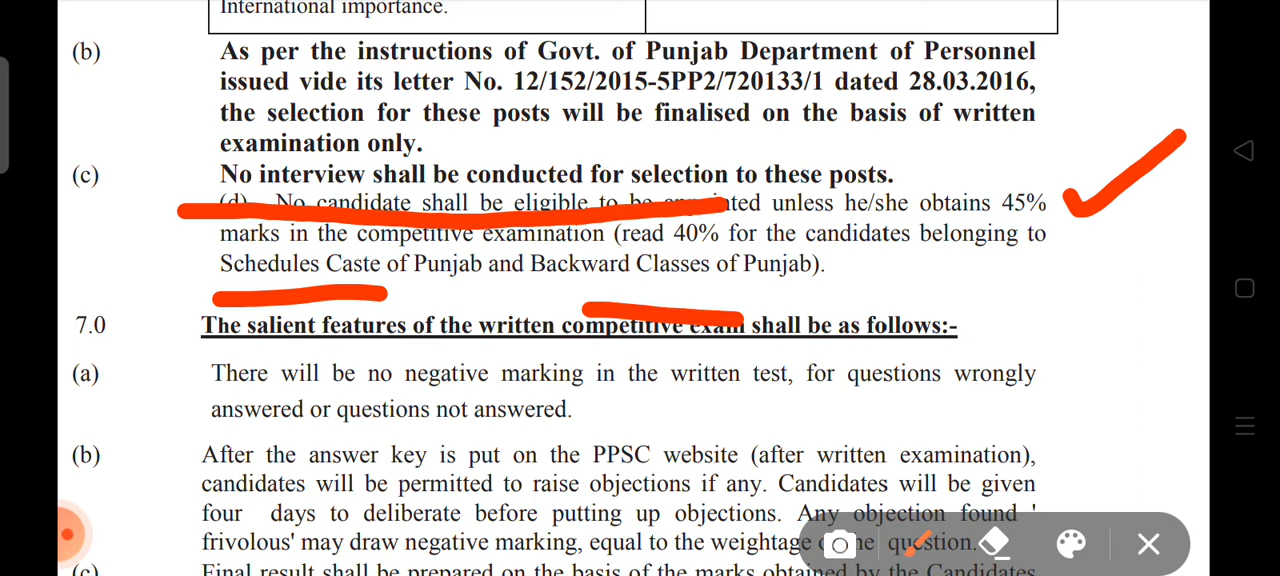 International importance.
(b) As per the instructions of Govt. of Punjab Department of Personnel
issued vide its letter No. 12/152/2015-5PP2/720133/1 dated 28.03.2016,
the selection for these posts will be finalised on the basis of written
examination only.
(c) No interview shall be conducted for selection to these posts.
(d) No candidate shall be eligible to be appointed unless he/she obtains 45%
marks in the competitive examination (read 40% for the candidates belonging to
Schedules Caste of Punjab and Backward Classes of Punjab).
7.0 The salient features of the written competitive exam shall be as follows:-
(a) There will be no negative marking in the written test, for questions wrongly
answered or questions not answered.
(b) After the answer key is put on the PPSC website (after written examination),
candidates will be permitted to raise objections if any. Candidates will be given
four days to deliberate before putting up objections. Any objection found '
frivolous' may draw negative marking, equal to the weightage question.
(c) Final result shall be prepared on the basis of the marks obtained by the Candidates